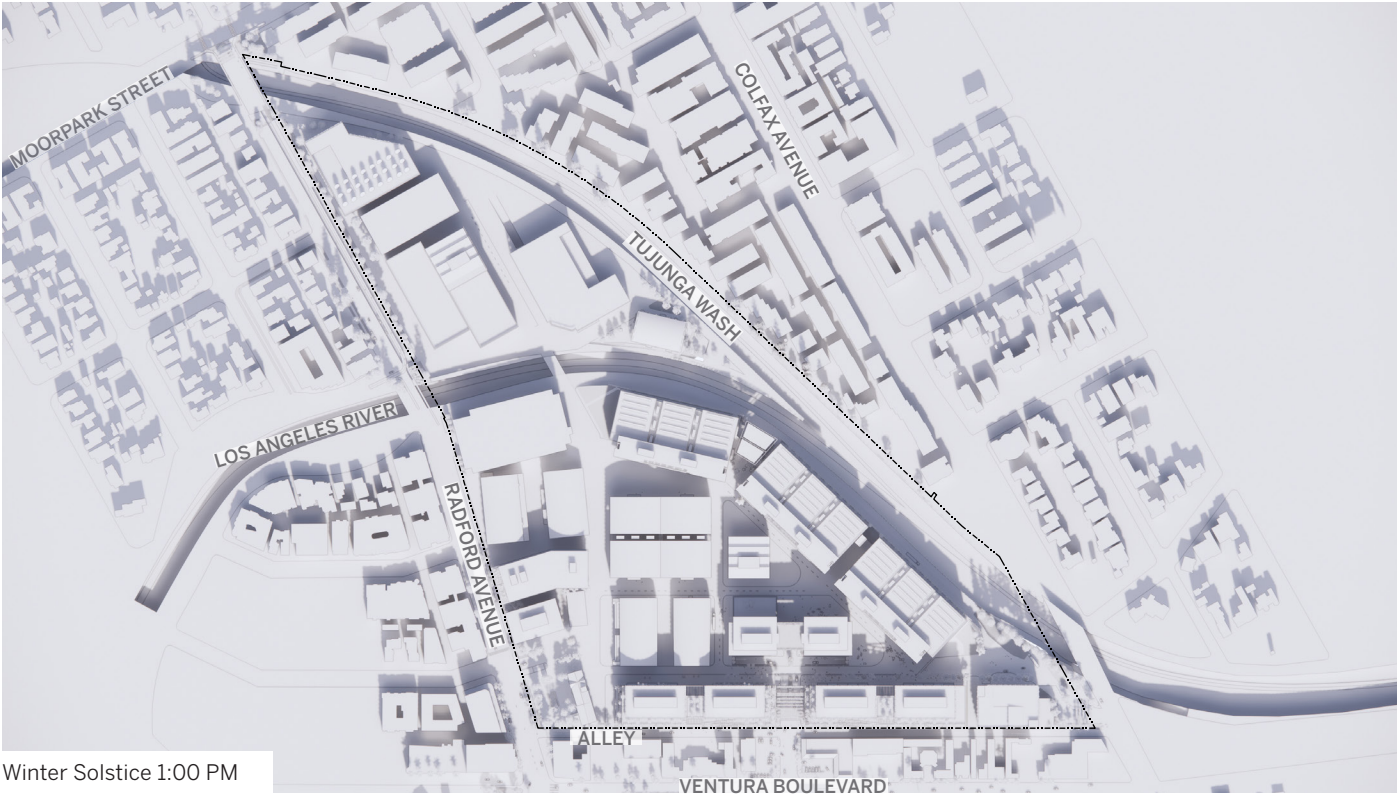 MOORPARK STREET
COLFAX AVENUE
TUJUNGA WASH
LOS ANGELES RIVER
RADFORD AVENUE
ALLEY
Winter Solstice 1:00 PM
VENTURA BOULEVARD